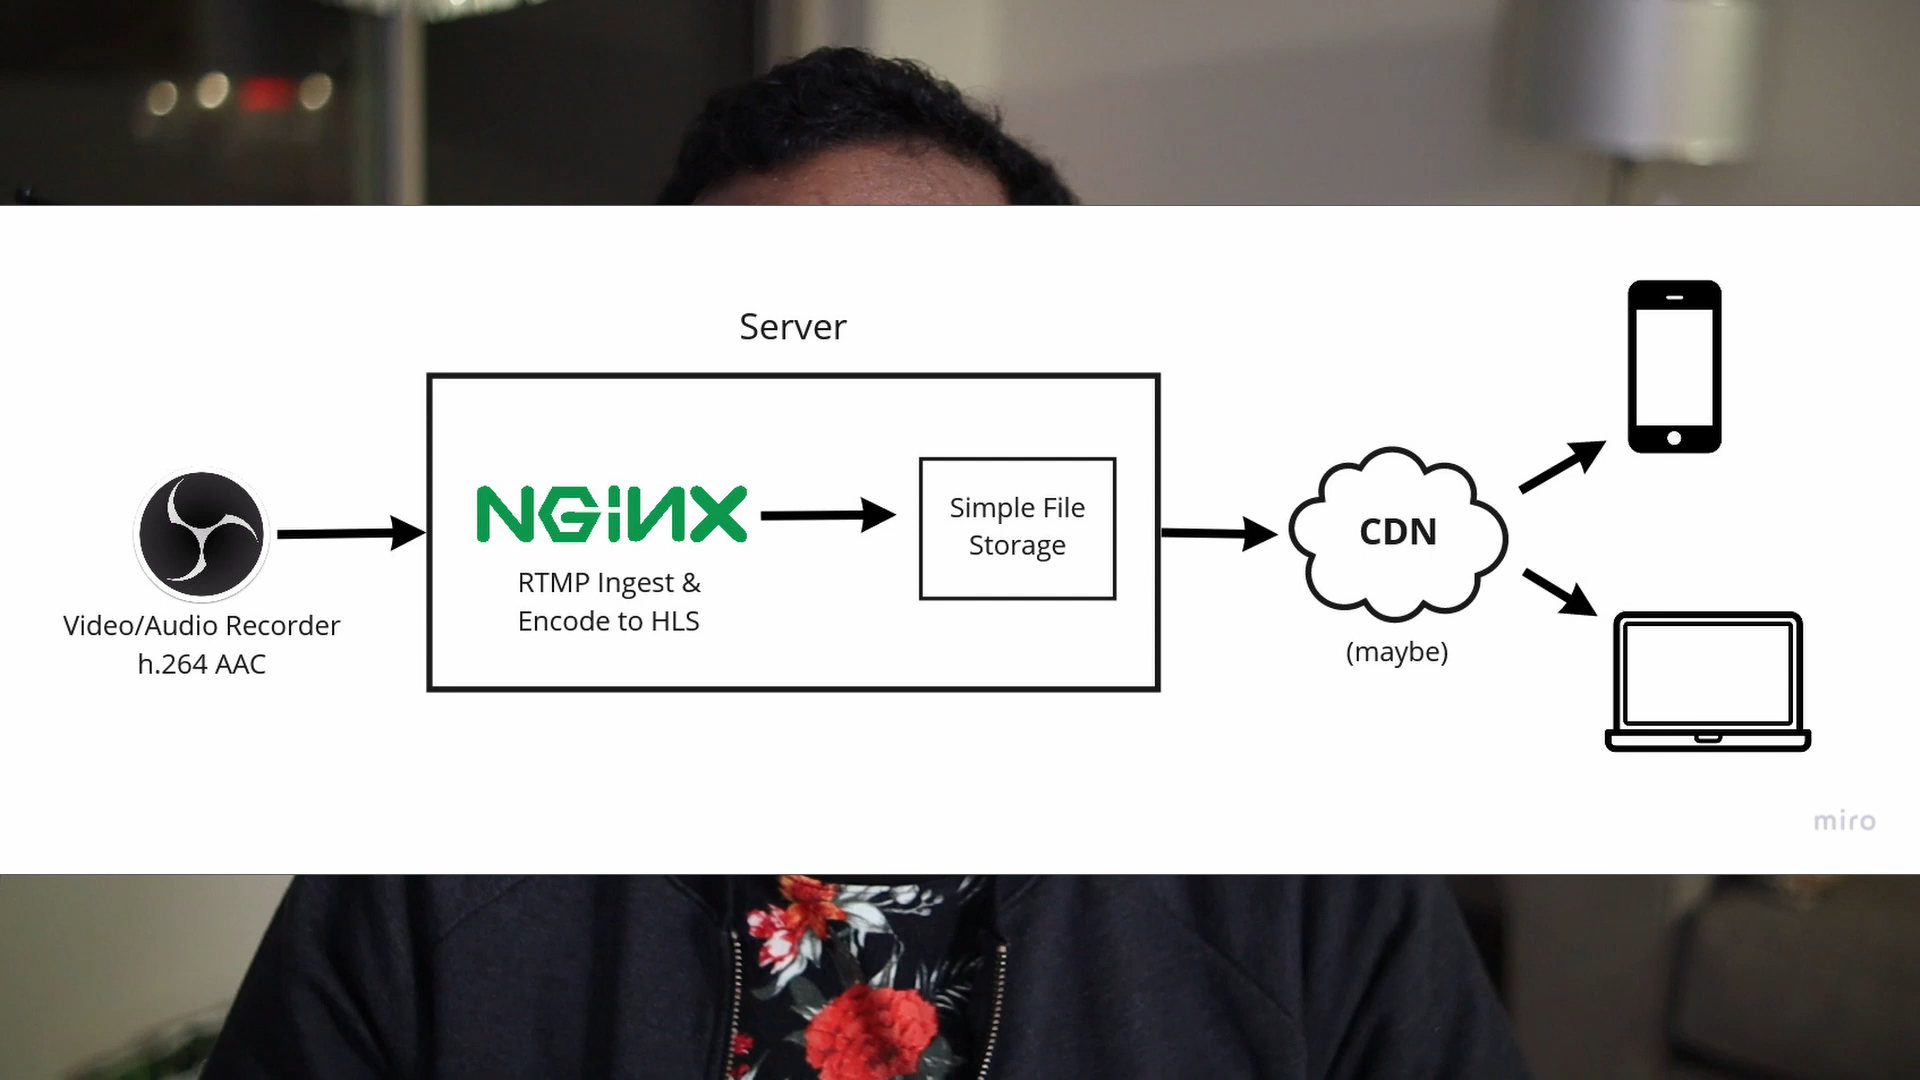 Server
NGINX
RTMP Ingest &
Encode to HLS
Simple File
Storage
Video/Audio Recorder
h.264 AAC
CDN
(maybe)
miro